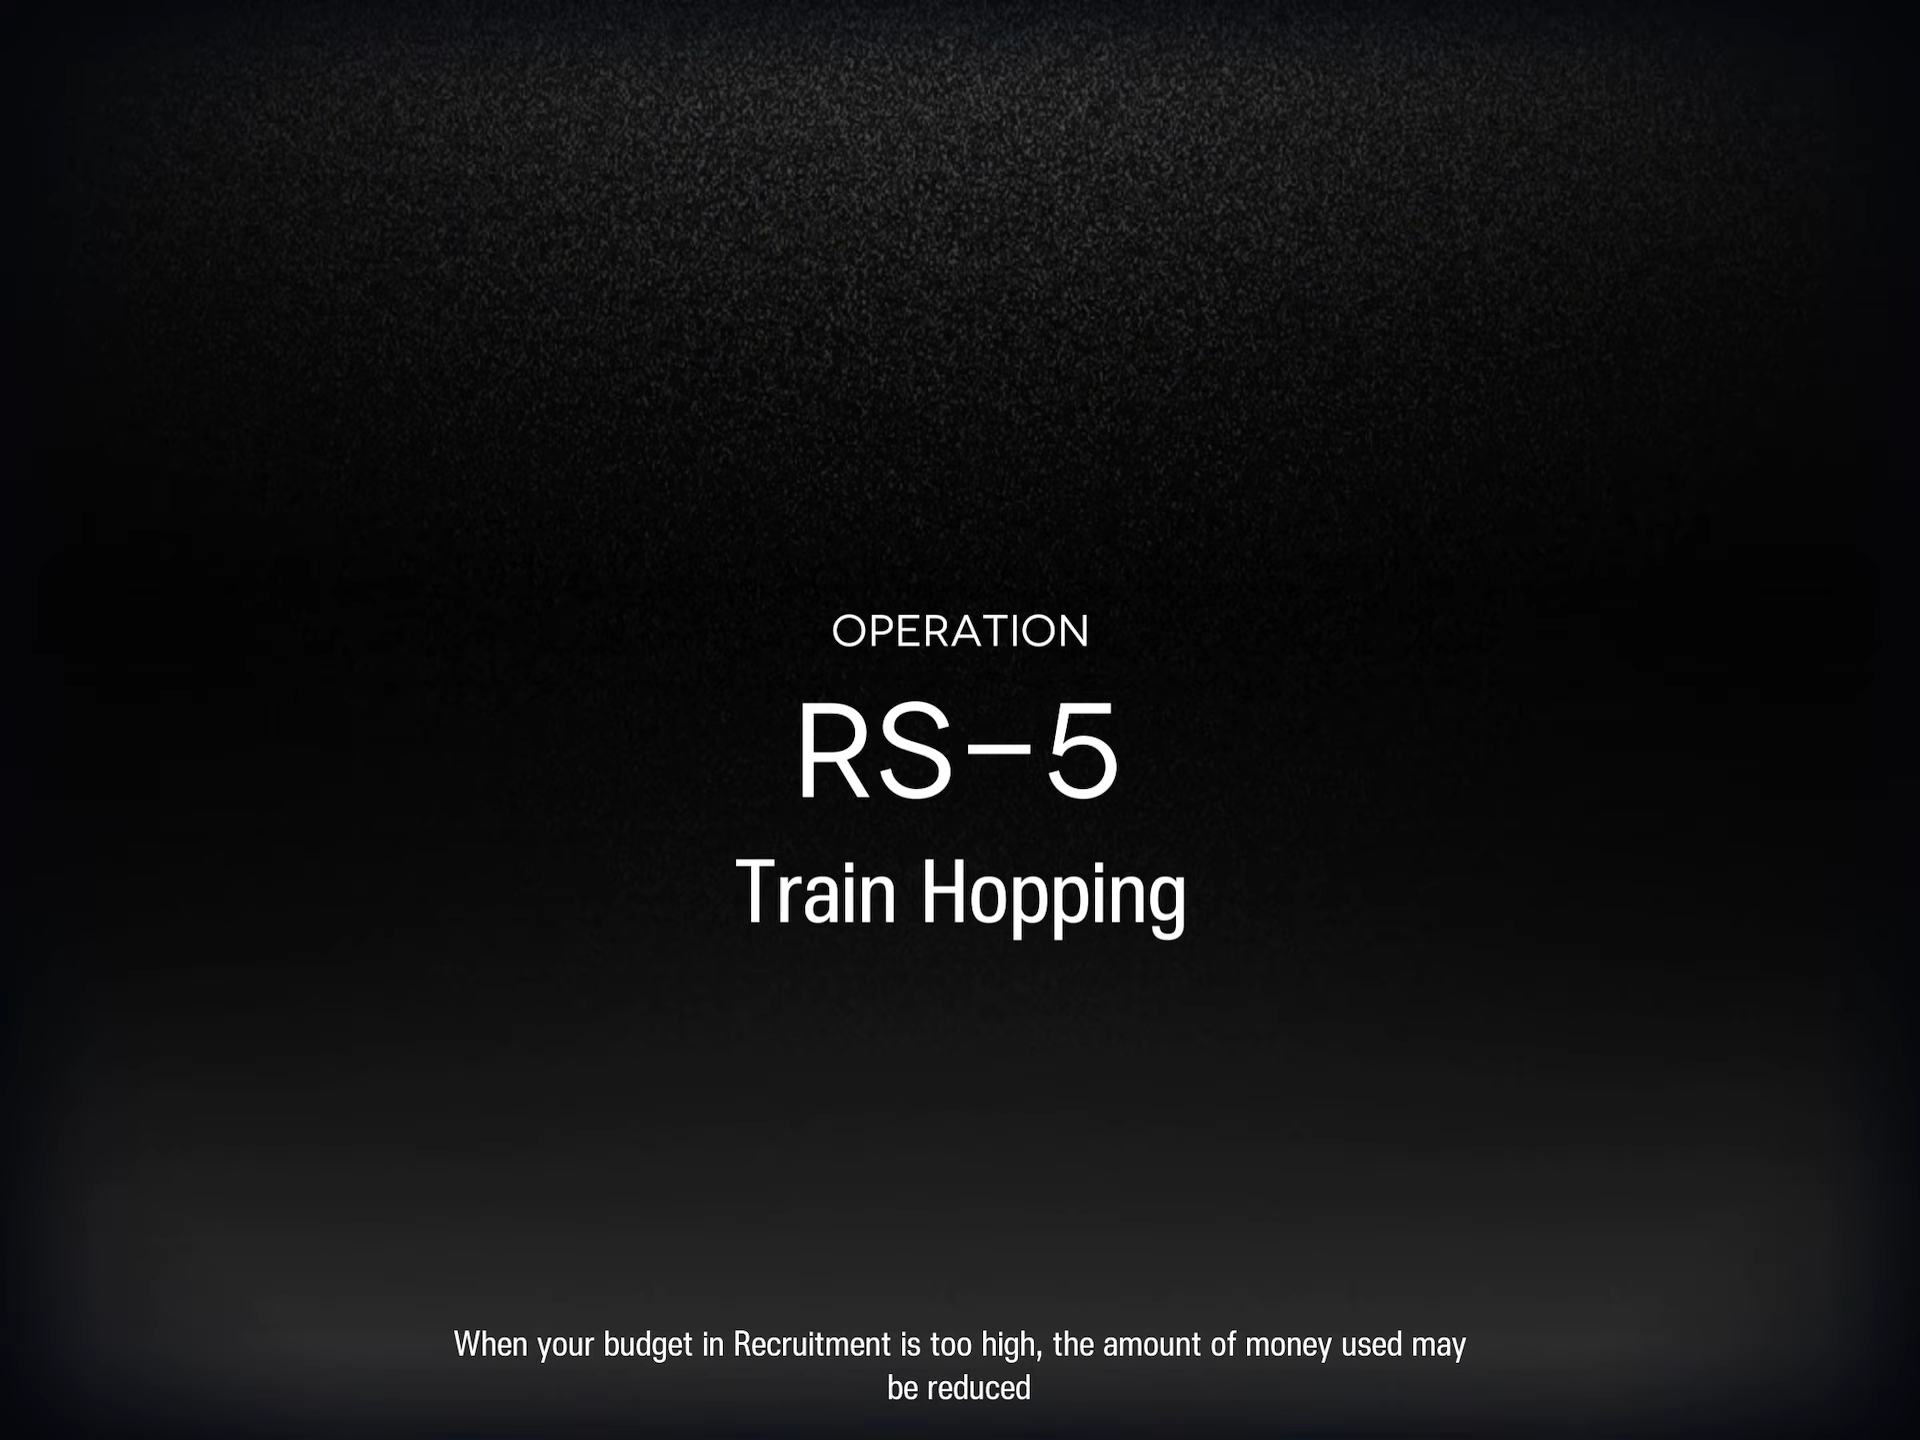 OPERATION
RS-5
Train Hopping
When your budget in Recruitment is too high, the amount of money used may
be reduced